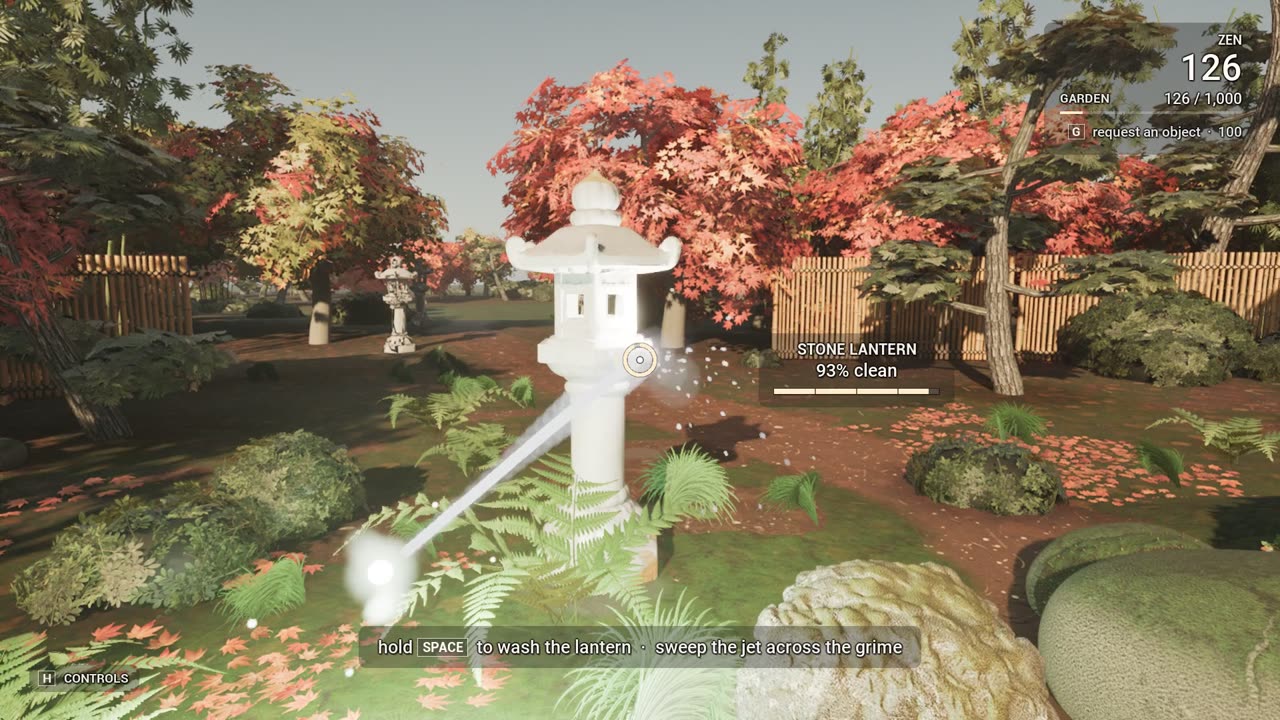 ZEN
126
GARDEN 126 / 1,000
G request an object · 100
STONE LANTERN
93% clean
hold SPACE to wash the lantern · sweep the jet across the grime
H CONTROLS